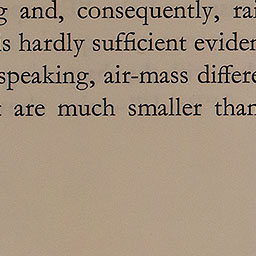 and, consequently, rai
hardly sufficient eviden
speaking, air-mass differe
are much smaller than